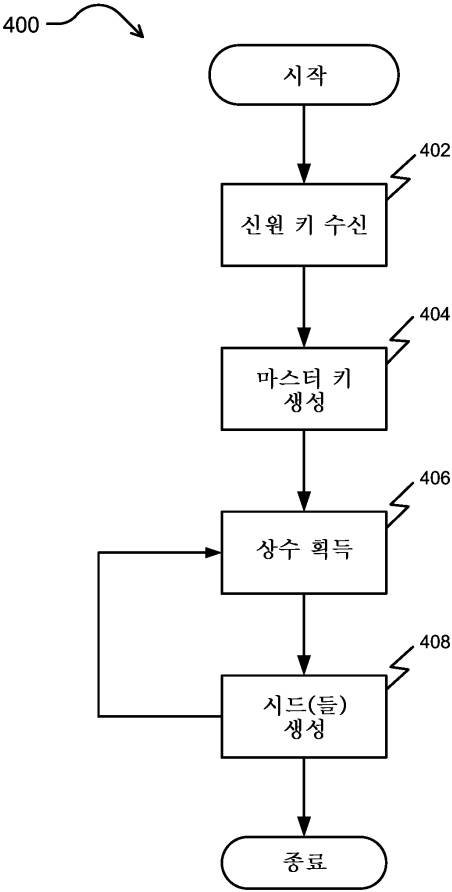 400
시작
402
신원 키 수신
404
마스터 키
생성
406
상수 획득
408
시드(들)
생성
종료